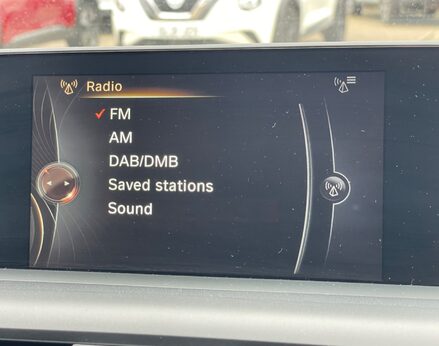 Radio
FM
AM
DAB/DMB
Saved stations
Sound